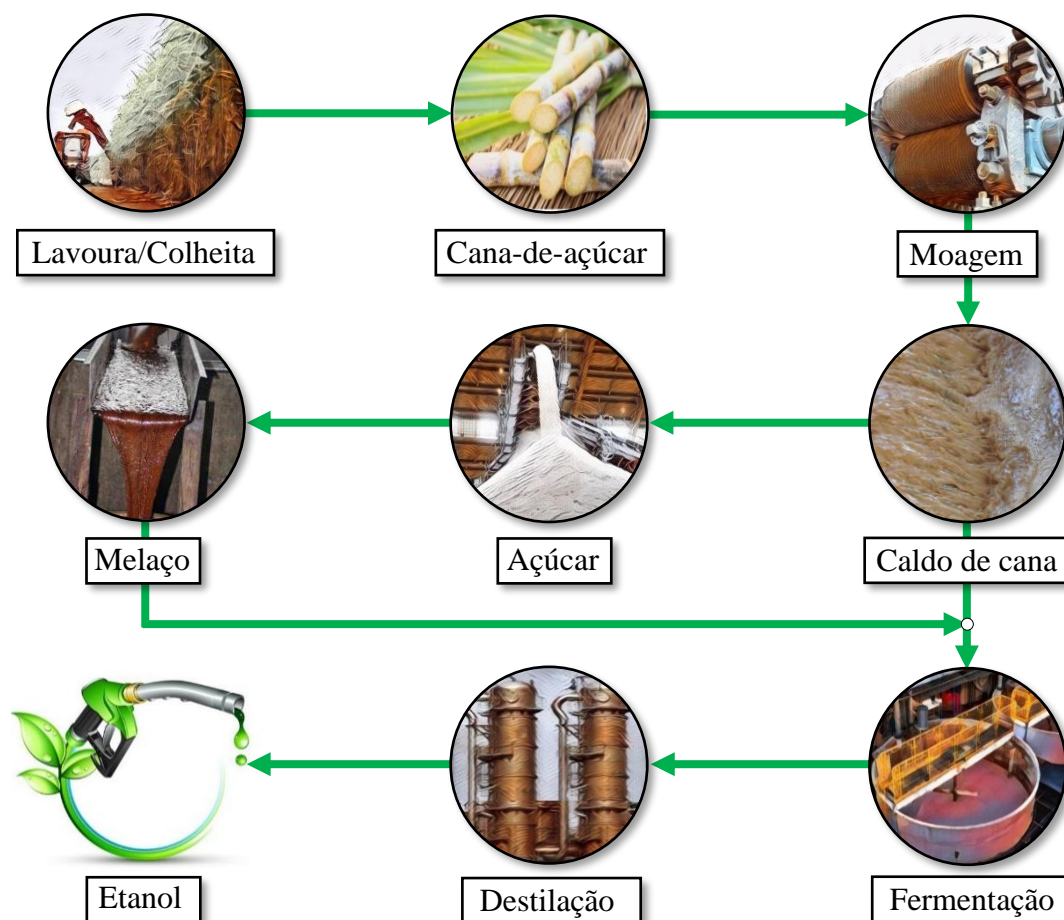 Lavoura/Colheita
Cana-de-açúcar
Moagem
Melaço
Açúcar
Caldo de cana
Etanol
Destilação
Fermentação